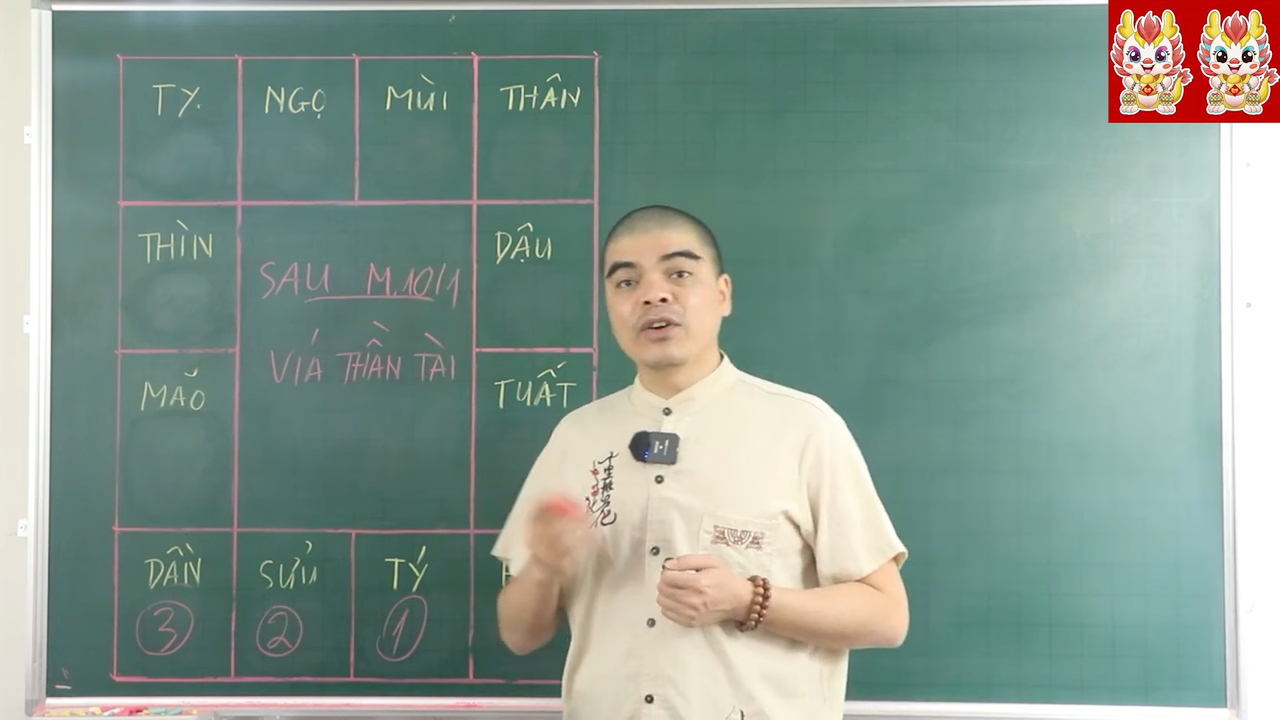 TỴ. NGỌ MÙI THÂN
THÌN DẬU
SAU M.10/1
VÍA THẦN TÀI
MÃO TUẤT
DẦN SỬU TÝ
3 2 1